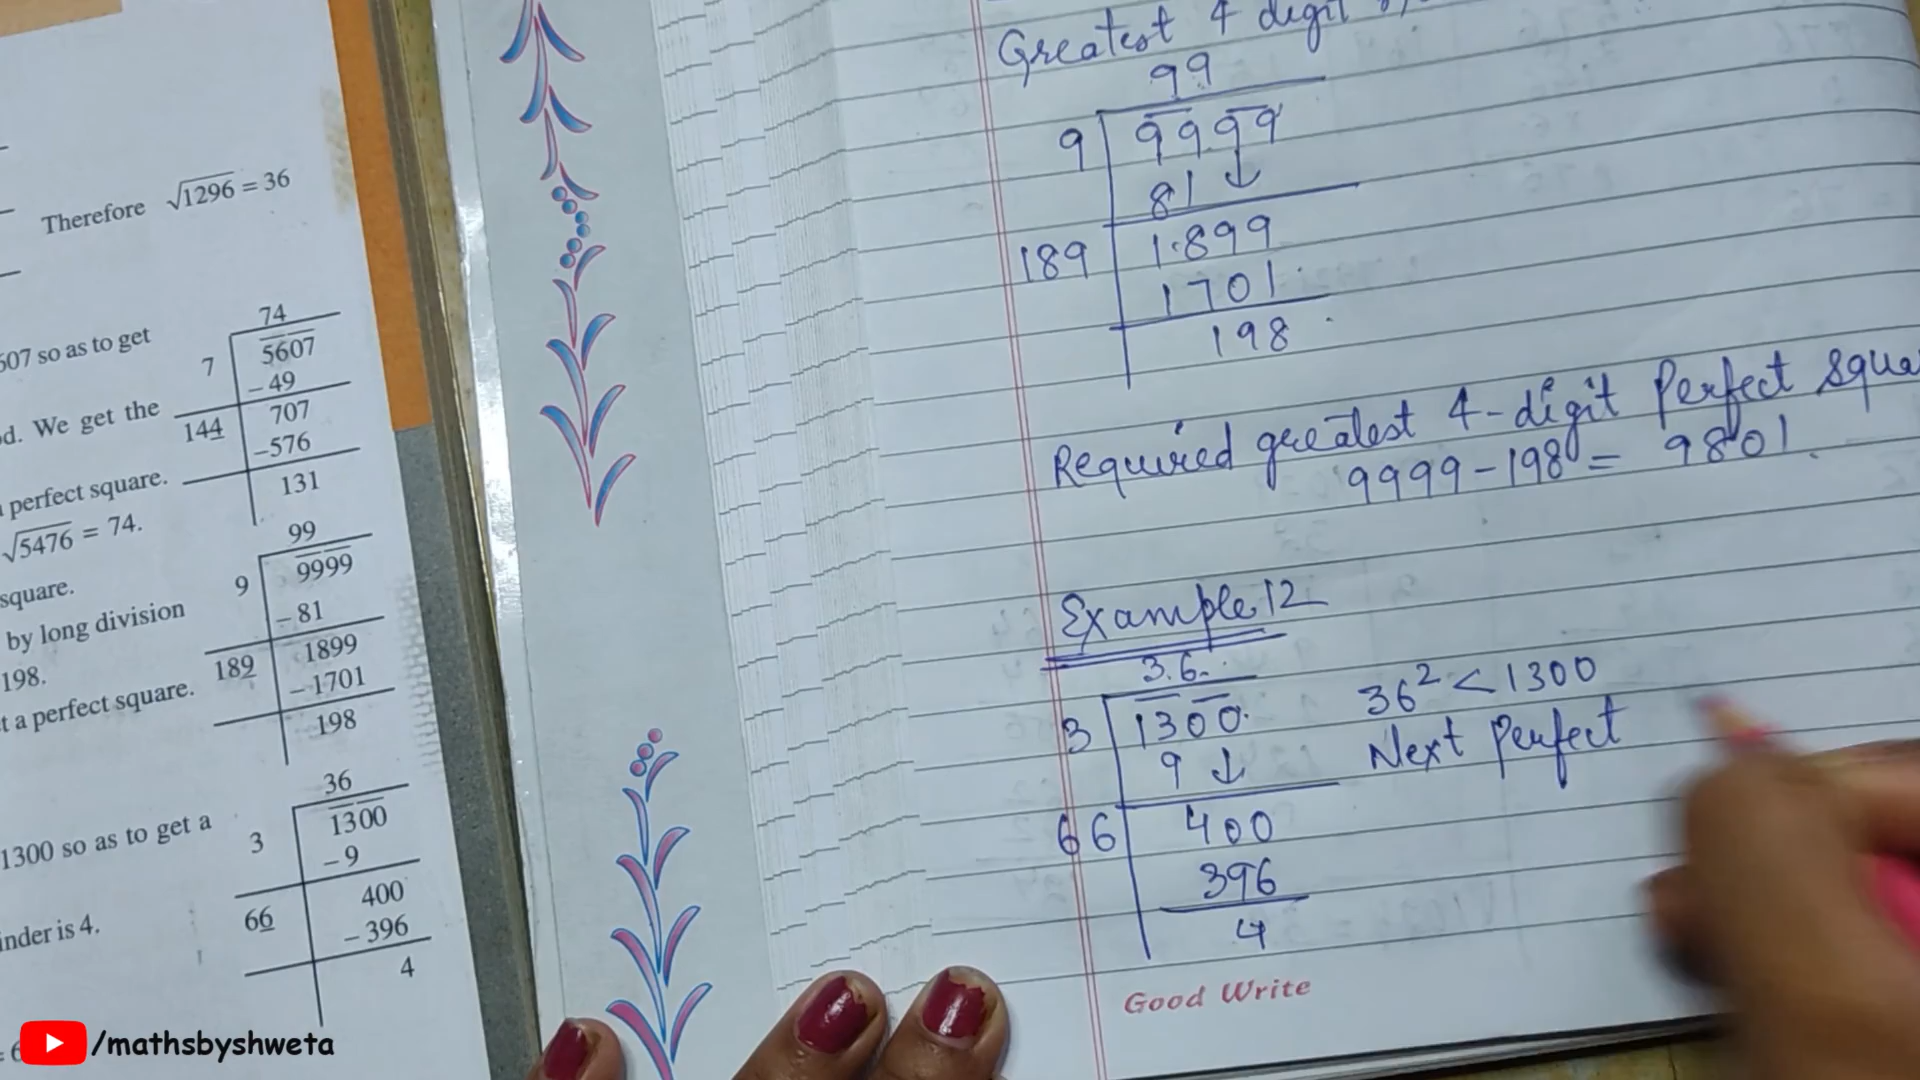 Therefore √1296 = 36
607 so as to get
74
7 5607
- 49
d. We get the
144 707
-576
perfect square.
131
√5476 = 74.
99
square.
9 9999
by long division
- 81
198.
189 1899
t a perfect square.
- 1701
198
36
1300 so as to get a
3 1300
- 9
400
inder is 4.
66
- 396
4
/mathsbyshweta
Greatest 4 digit
99
9 9999
81 ↓
189 1899
1701
198
Required greatest 4-digit Perfect squa
9999-198 = 9801.
Example 12
36
3 1300
36² < 1300
9 ↓
Next Perfect
66 400
396
4
Good Write